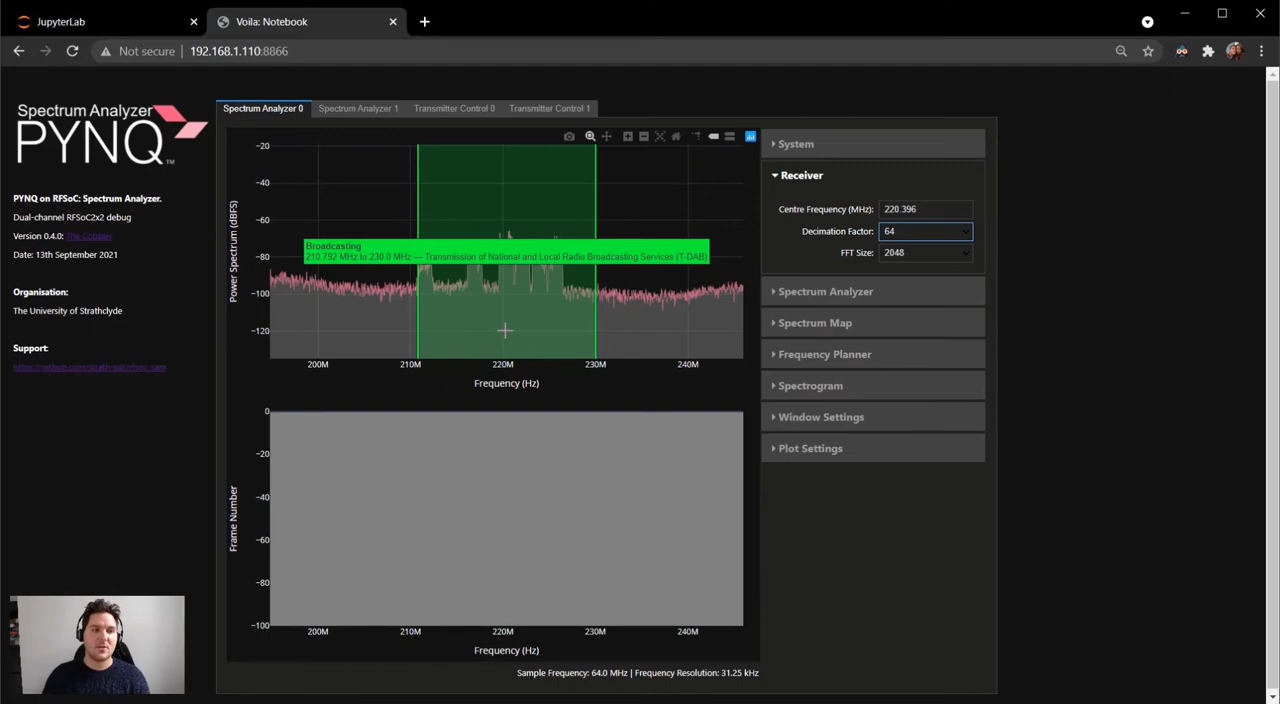 JupyterLab
Voila: Notebook
Not secure
192.168.1.110:8866
Spectrum Analyzer
PYNQ™
PYNQ on RFSoC: Spectrum Analyzer.
Dual-channel RFSoC2x2 debug
Version 0.4.0: The Cobbles
Date: 13th September 2021
Organisation:
The University of Strathclyde
Support:
Spectrum Analyzer 0
Spectrum Analyzer 1
Transmitter Control 0
Transmitter Control 1
Power Spectrum (dBFS)
−20
−40
−60
−80
−100
−120
Broadcasting
210.792 MHz to 230.0 MHz — Transmission of National and Local Radio Broadcasting Services (T-DAB)
200M
210M
220M
230M
240M
Frequency (Hz)
Frame Number
0
−20
−40
−60
−80
−100
200M
210M
220M
230M
240M
Frequency (Hz)
Sample Frequency: 64.0 MHz | Frequency Resolution: 31.25 kHz
System
Receiver
Centre Frequency (MHz): 220.396
Decimation Factor: 64
FFT Size: 2048
Spectrum Analyzer
Spectrum Map
Frequency Planner
Spectrogram
Window Settings
Plot Settings